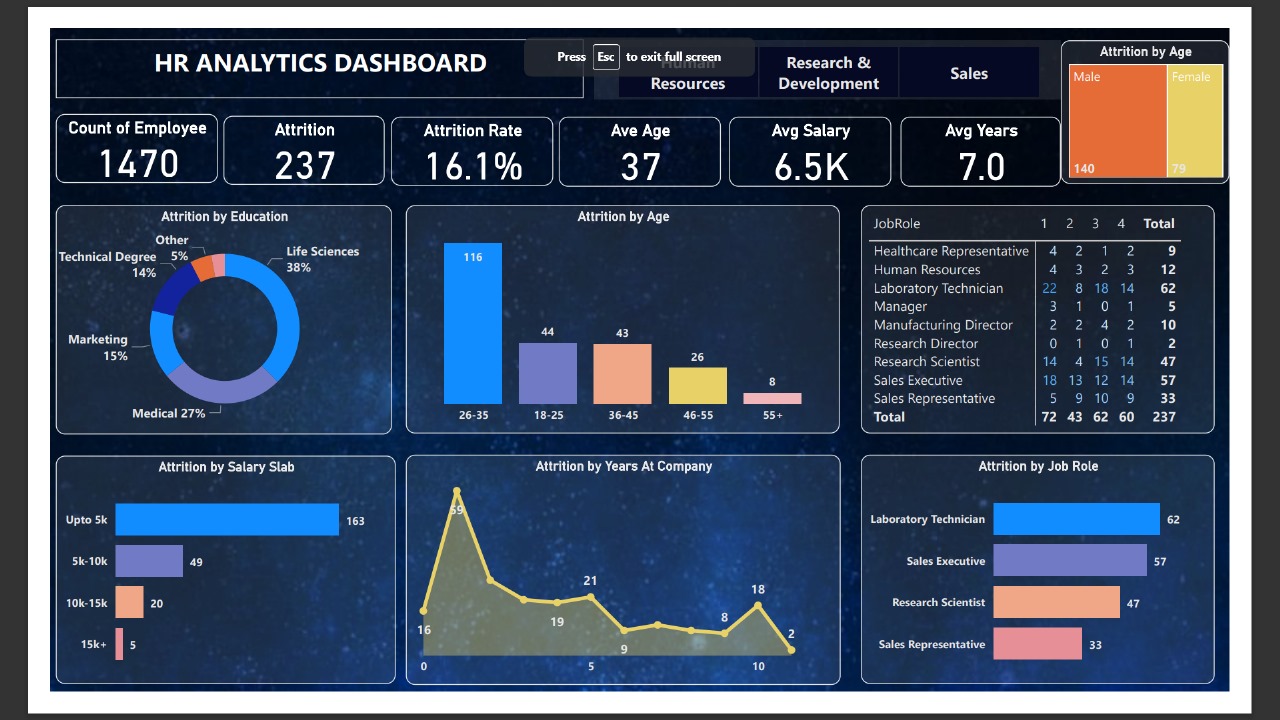 HR ANALYTICS DASHBOARD
Press Esc to exit full screen
Human
Resources
Research &
Development
Sales
Attrition by Age
Male
Female
140
79
Count of Employee
1470
Attrition
237
Attrition Rate
16.1%
Ave Age
37
Avg Salary
6.5K
Avg Years
7.0
Attrition by Education
Other
5%
Life Sciences
38%
Technical Degree
14%
Marketing
15%
Medical 27%
Attrition by Age
116
44
43
26
8
26-35 18-25 36-45 46-55 55+
JobRole 1 2 3 4 Total
Healthcare Representative 4 2 1 2 9
Human Resources 4 3 2 3 12
Laboratory Technician 22 8 18 14 62
Manager 3 1 0 1 5
Manufacturing Director 2 2 4 2 10
Research Director 0 1 0 1 2
Research Scientist 14 4 15 14 47
Sales Executive 18 13 12 14 57
Sales Representative 5 9 10 9 33
Total 72 43 62 60 237
Attrition by Salary Slab
Upto 5k 163
5k-10k 49
10k-15k 20
15k+ 5
Attrition by Years At Company
59
16
19
21
9
8
18
2
0 5 10
Attrition by Job Role
Laboratory Technician 62
Sales Executive 57
Research Scientist 47
Sales Representative 33